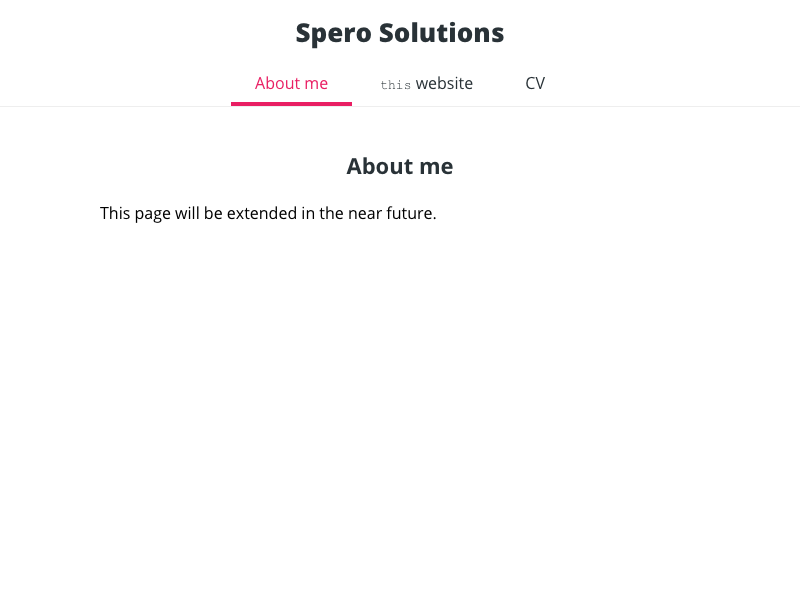 Spero Solutions
About me this website CV
About me
This page will be extended in the near future.